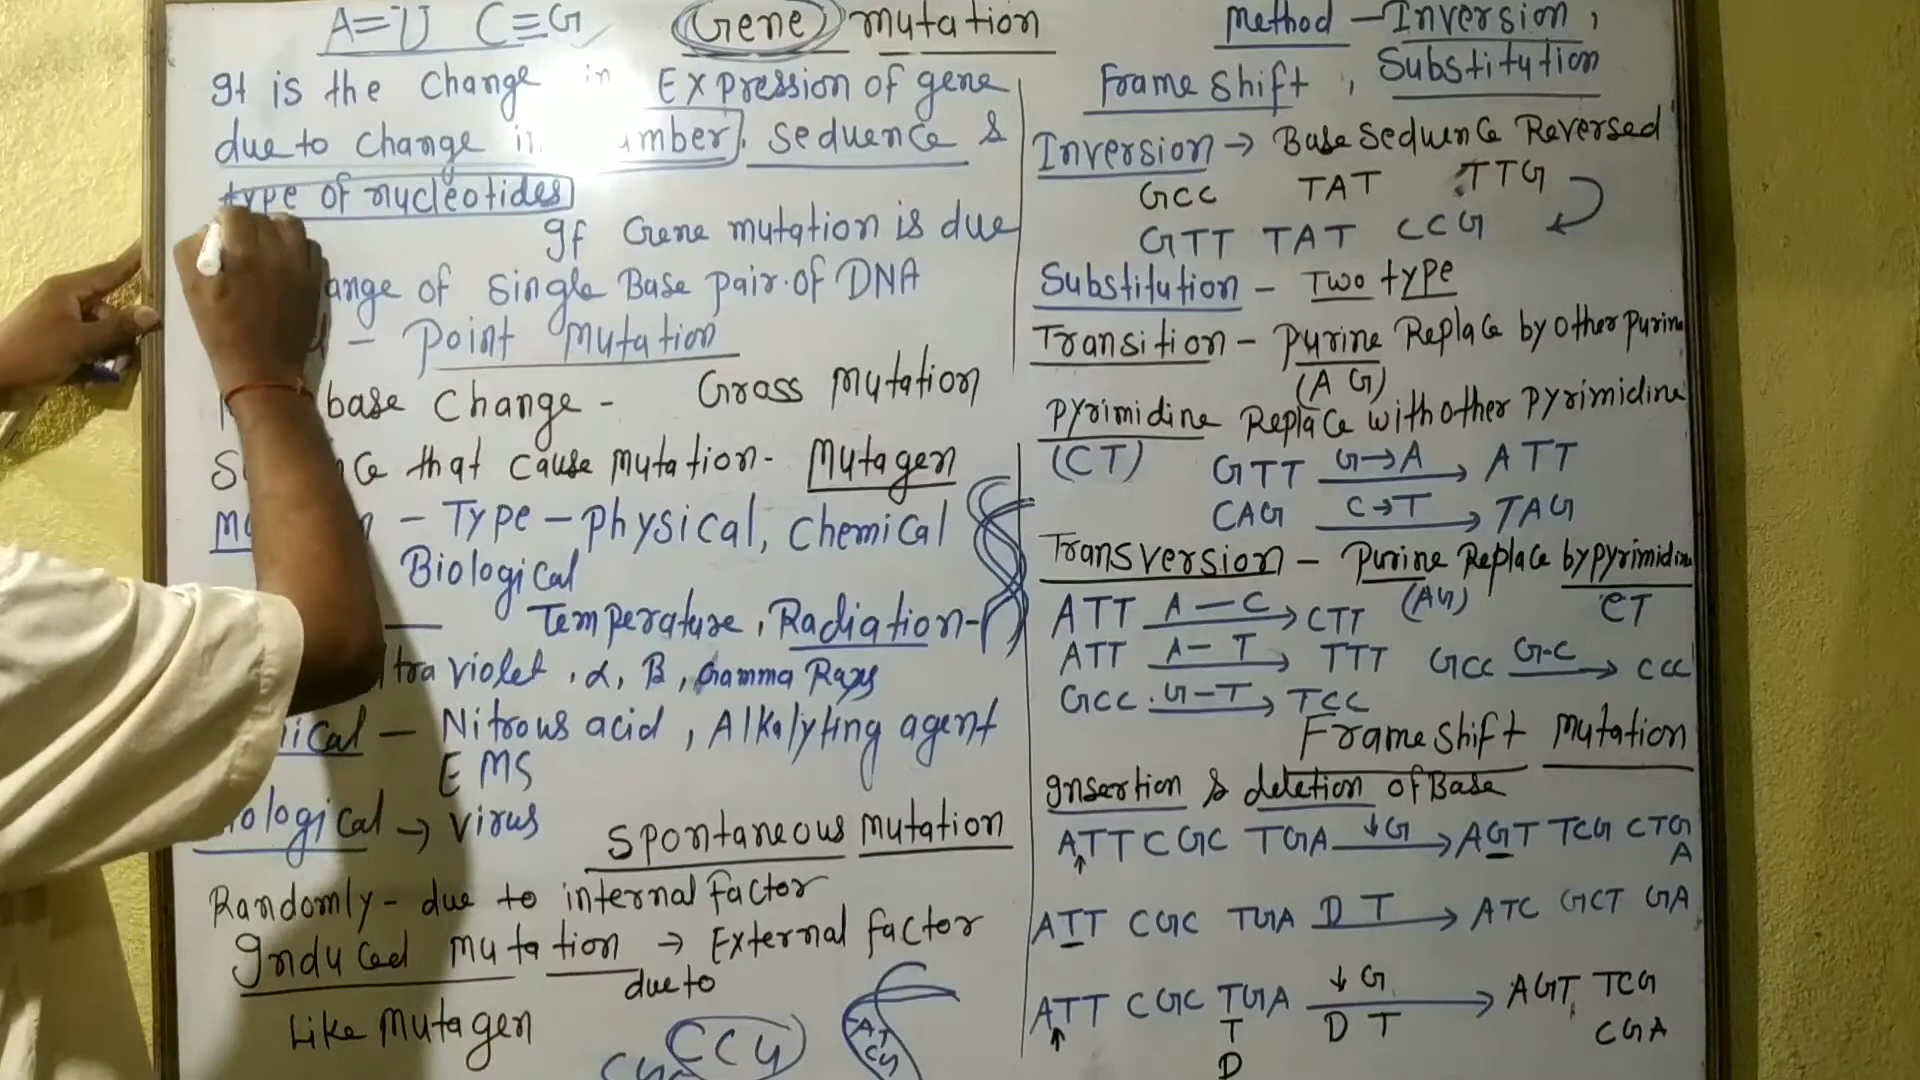 A=U C≡G Gene mutation
It is the change in Expression of gene
due to change in number, seduence &
type of nucleotides
If Gene mutation is due
ange of single Base pair of DNA
- Point mutation
base change - Gross mutation
that cause mutation - Mutagen
- Type - physical, chemical
Biological
Temperature, Radiation -
tra violet, α, β, Gamma Rays
ical - Nitrous acid, Alkalyting agent
EMS
ological → virus
Spontaneous mutation
Randomly - due to internal factor
Induced mutation → External factor
due to
Like mutagen
CCG
AT
CG
method - Inversion,
Frame shift, Substitution
Inversion → Base seduence Reversed
GCC TAT TTG
GTT TAT CCG
Substitution - Two type
Transition - purine Replace by other purine
(A G)
pyrimidine Replace with other pyrimidine
(CT) GTT G→A ATT
CAG C→T TAG
Transversion - Purine Replace by pyrimidine
(AG) CT
ATT A-C CTT
ATT A-T TTT GCC G-C CCC
GCC G-T TCC
Frame shift mutation
Insertion & deletion of Base
ATT CGC TGA ↓G AGT TCG CTG
A
ATT CGC TGA D T ATC GCT GA
ATT CGC TGA ↓G AGT TCG
T D T CGA
D